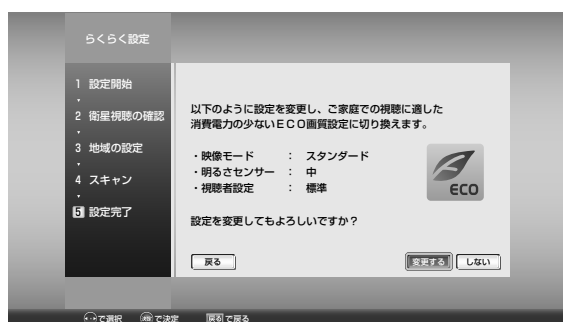 らくらく設定
1 設定開始
2 衛星視聴の確認
3 地域の設定
4 スキャン
5 設定完了
以下のように設定を変更し、ご家庭での視聴に適した
消費電力の少ないECO画質設定に切り換えます。
・映像モード : スタンダード
・明るさセンサー : 中
・視聴者設定 : 標準
ECO
設定を変更してもよろしいですか？
戻る 変更する しない
で選択 決定で決定 戻るで戻る